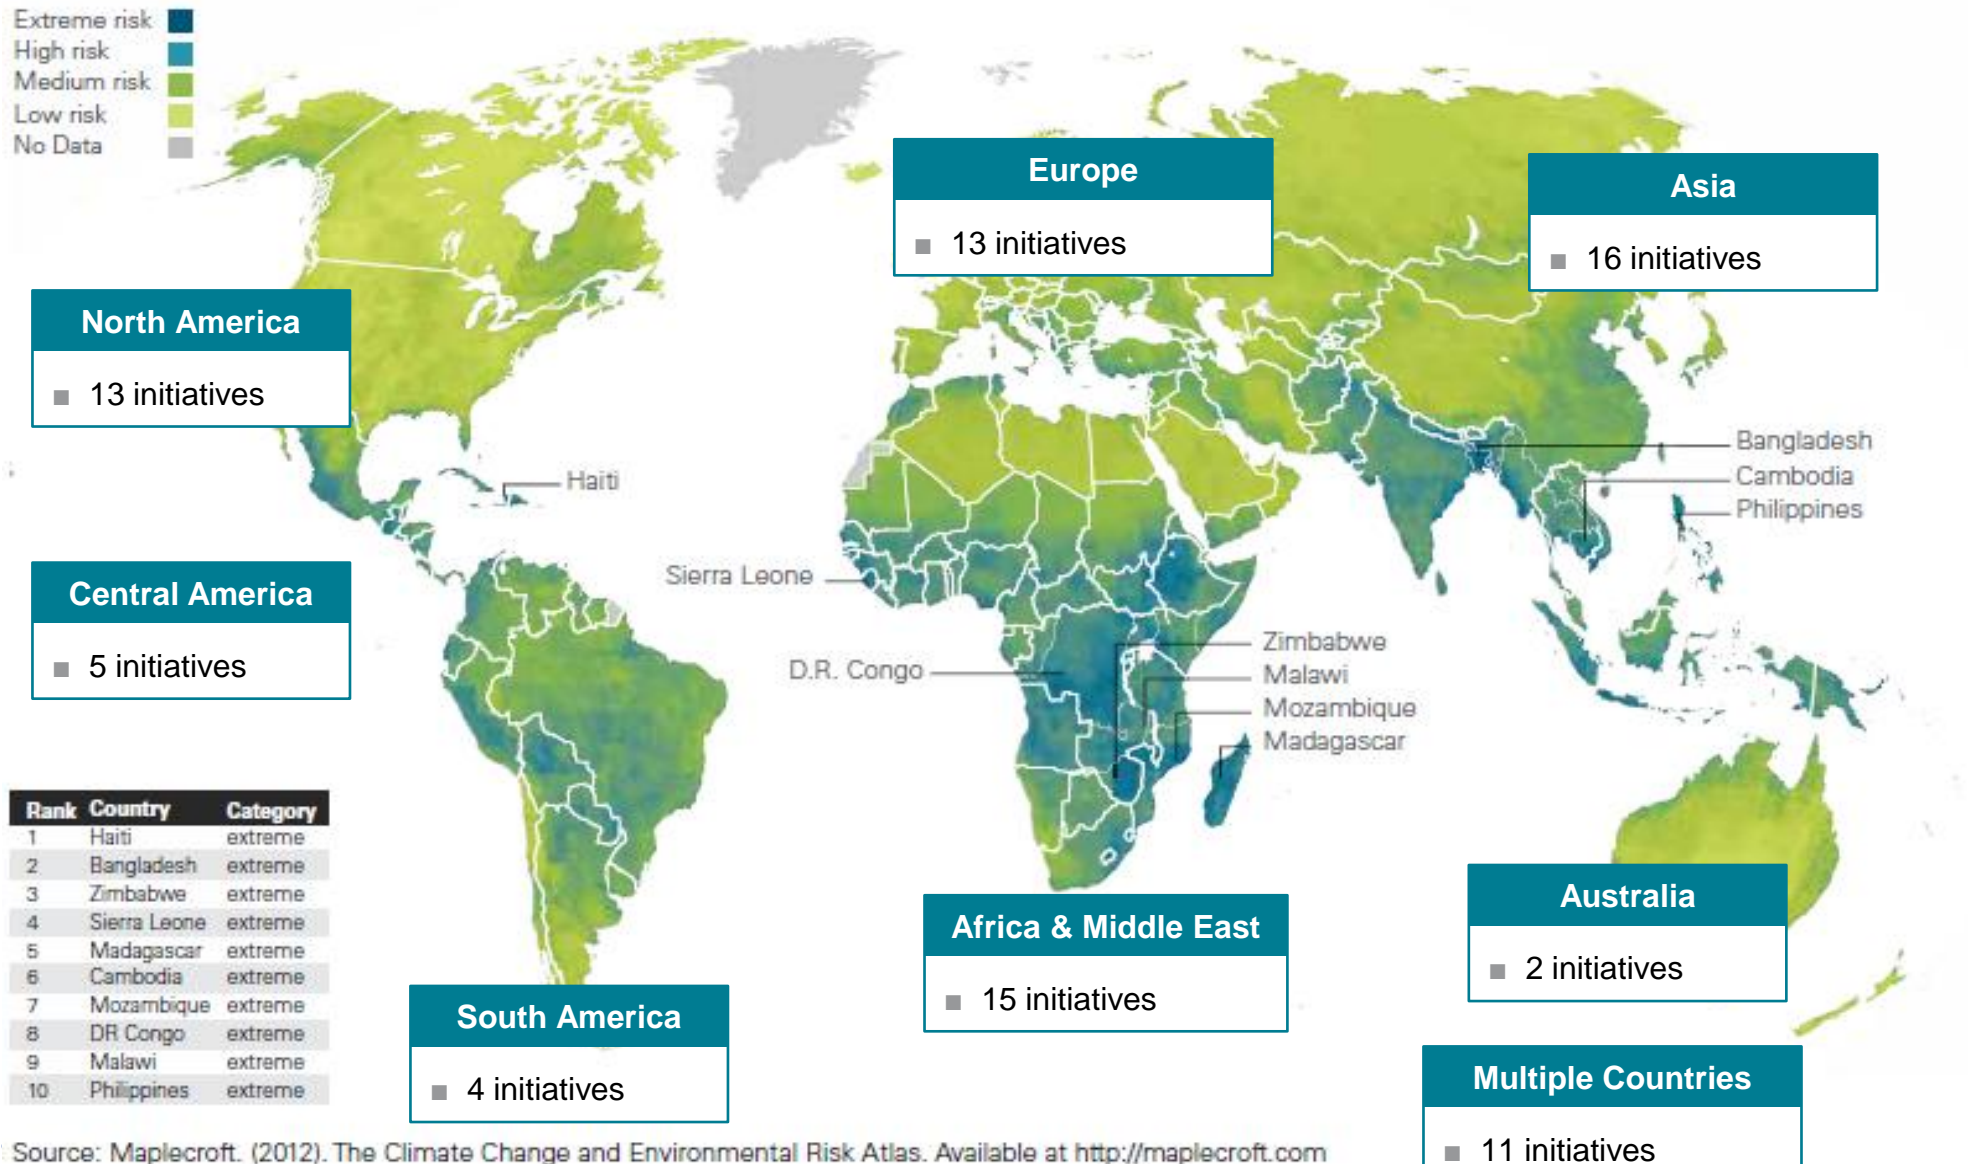 Extreme risk
High risk
Medium risk
Low risk
No Data
Europe
■ 13 initiatives
Asia
■ 16 initiatives
North America
■ 13 initiatives
Haiti
Bangladesh
Cambodia
Philippines
Central America
■ 5 initiatives
Sierra Leone
D.R. Congo
Zimbabwe
Malawi
Mozambique
Madagascar
Rank Country Category
1 Haiti extreme
2 Bangladesh extreme
3 Zimbabwe extreme
4 Sierra Leone extreme
5 Madagascar extreme
6 Cambodia extreme
7 Mozambique extreme
8 DR Congo extreme
9 Malawi extreme
10 Philippines extreme
South America
■ 4 initiatives
Africa & Middle East
■ 15 initiatives
Australia
■ 2 initiatives
Multiple Countries
■ 11 initiatives
Source: Maplecroft. (2012). The Climate Change and Environmental Risk Atlas. Available at http://maplecroft.com